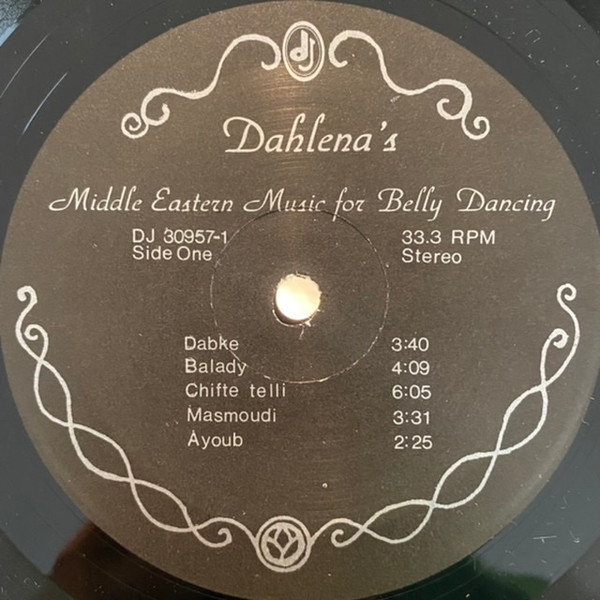 dj
Dahlena's
Middle Eastern Music for Belly Dancing
DJ 30957-1 33.3 RPM
Side One Stereo
Dabke 3:40
Balady 4:09
Chifte telli 6:05
Masmoudi 3:31
Ayoub 2:25